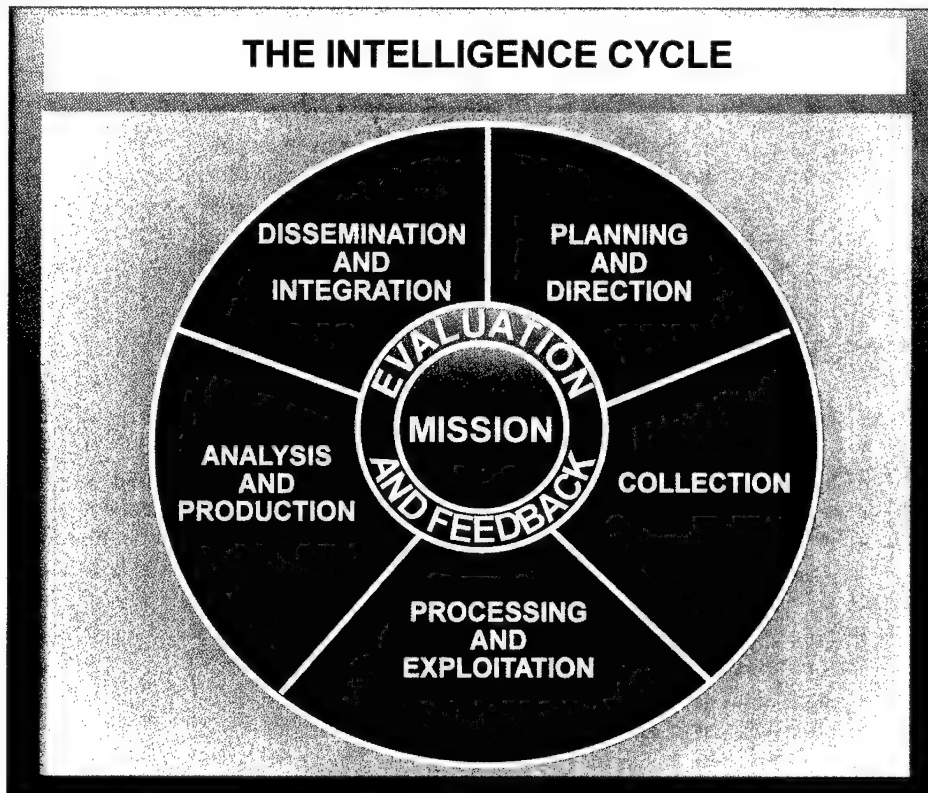 THE INTELLIGENCE CYCLE
DISSEMINATION
AND
INTEGRATION
PLANNING
AND
DIRECTION
EVALUATION
AND FEEDBACK
MISSION
ANALYSIS
AND
PRODUCTION
COLLECTION
PROCESSING
AND
EXPLOITATION